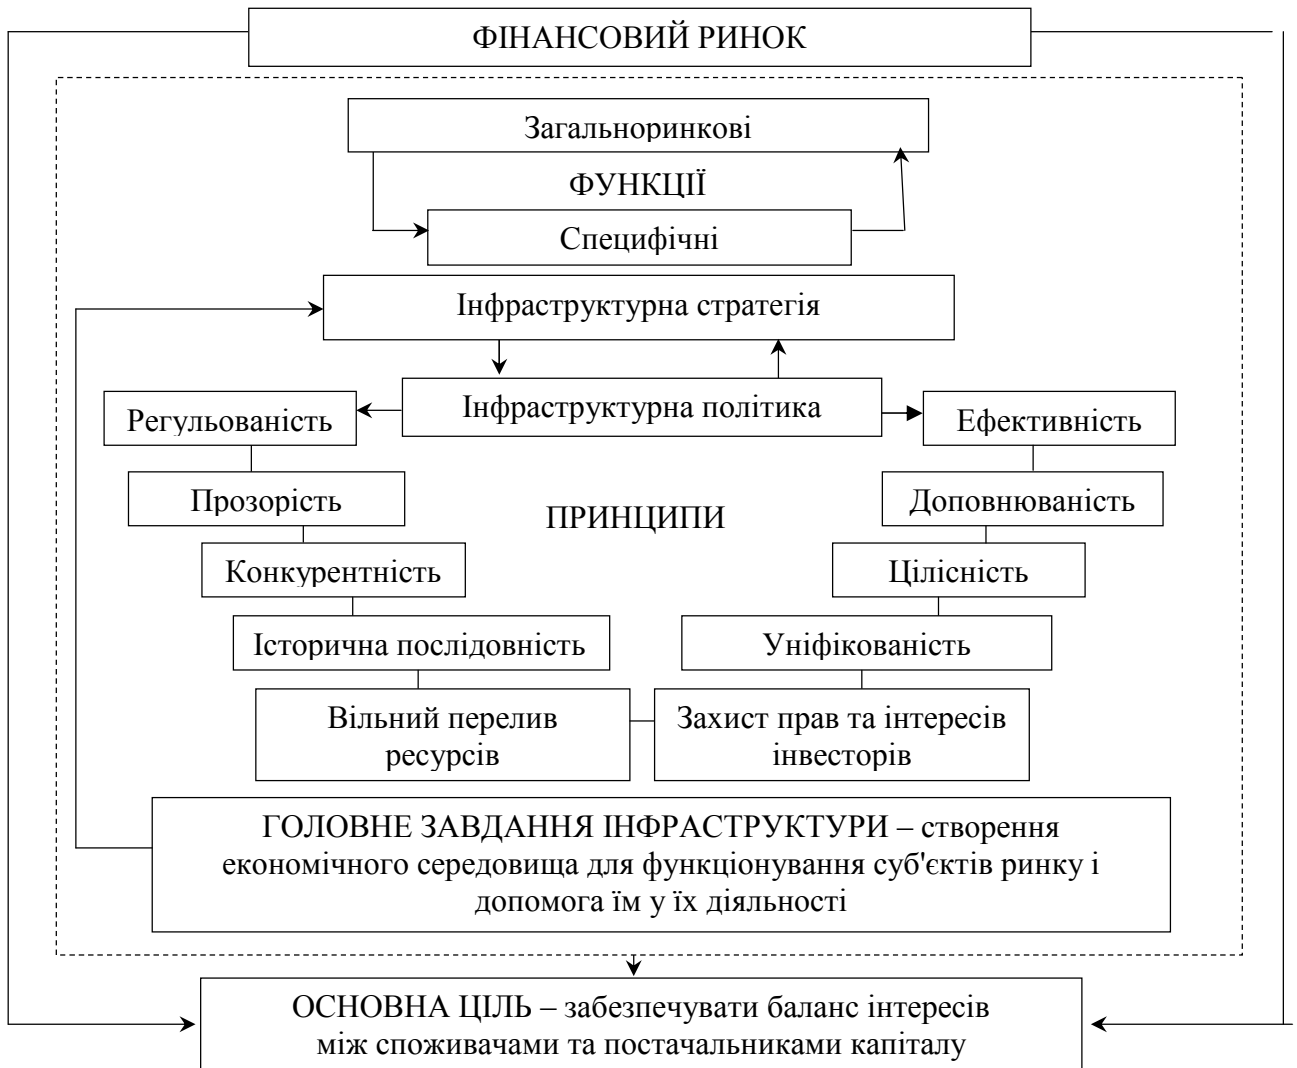 ФІНАНСОВИЙ РИНОК
Загальноринкові
ФУНКЦІЇ
Специфічні
Інфраструктурна стратегія
Інфраструктурна політика
Регульованість
Ефективність
Прозорість
Доповнюваність
ПРИНЦИПИ
Конкурентність
Цілісність
Історична послідовність
Уніфікованість
Вільний перелив
ресурсів
Захист прав та інтересів
інвесторів
ГОЛОВНЕ ЗАВДАННЯ ІНФРАСТРУКТУРИ – створення
економічного середовища для функціонування суб'єктів ринку і
допомога їм у їх діяльності
ОСНОВНА ЦІЛЬ – забезпечувати баланс інтересів
між споживачами та постачальниками капіталу